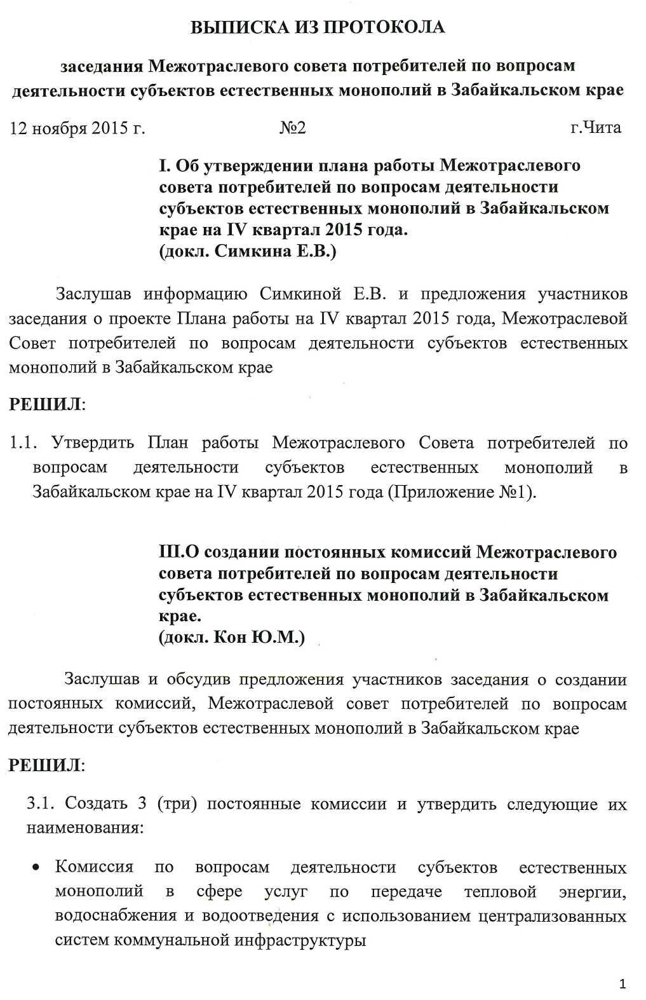 ВЫПИСКА ИЗ ПРОТОКОЛА
заседания Межотраслевого совета потребителей по вопросам
деятельности субъектов естественных монополий в Забайкальском крае
12 ноября 2015 г. №2 г.Чита
I. Об утверждении плана работы Межотраслевого
совета потребителей по вопросам деятельности
субъектов естественных монополий в Забайкальском
крае на IV квартал 2015 года.
(докл. Симкина Е.В.)
Заслушав информацию Симкиной Е.В. и предложения участников
заседания о проекте Плана работы на IV квартал 2015 года, Межотраслевой
Совет потребителей по вопросам деятельности субъектов естественных
монополий в Забайкальском крае
РЕШИЛ:
1.1. Утвердить План работы Межотраслевого Совета потребителей по
вопросам деятельности субъектов естественных монополий в
Забайкальском крае на IV квартал 2015 года (Приложение №1).
III.О создании постоянных комиссий Межотраслевого
совета потребителей по вопросам деятельности
субъектов естественных монополий в Забайкальском
крае.
(докл. Кон Ю.М.)
Заслушав и обсудив предложения участников заседания о создании
постоянных комиссий, Межотраслевой совет потребителей по вопросам
деятельности субъектов естественных монополий в Забайкальском крае
РЕШИЛ:
3.1. Создать 3 (три) постоянные комиссии и утвердить следующие их
наименования:
• Комиссия по вопросам деятельности субъектов естественных
монополий в сфере услуг по передаче тепловой энергии,
водоснабжения и водоотведения с использованием централизованных
систем коммунальной инфраструктуры
1